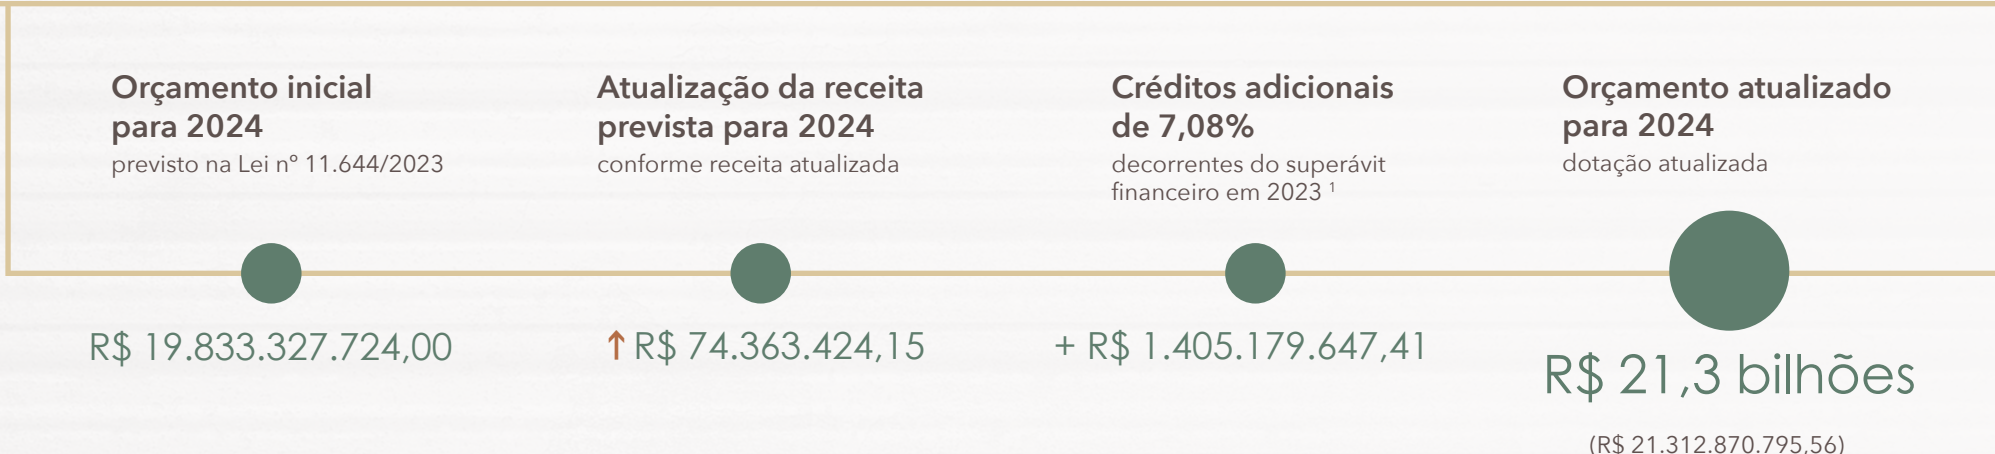 Orçamento inicial
para 2024
previsto na Lei nº 11.644/2023
R$ 19.833.327.724,00
Atualização da receita
prevista para 2024
conforme receita atualizada
↑ R$ 74.363.424,15
Créditos adicionais
de 7,08%
decorrentes do superávit
financeiro em 2023 ¹
+ R$ 1.405.179.647,41
Orçamento atualizado
para 2024
dotação atualizada
R$ 21,3 bilhões
(R$ 21.312.870.795,56)